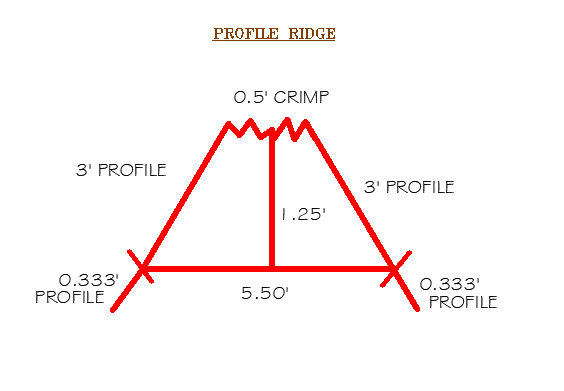 PROFILE RIDGE
0.5' CRIMP
3' PROFILE
3' PROFILE
1.25'
0.333'
PROFILE
5.50'
0.333'
PROFILE